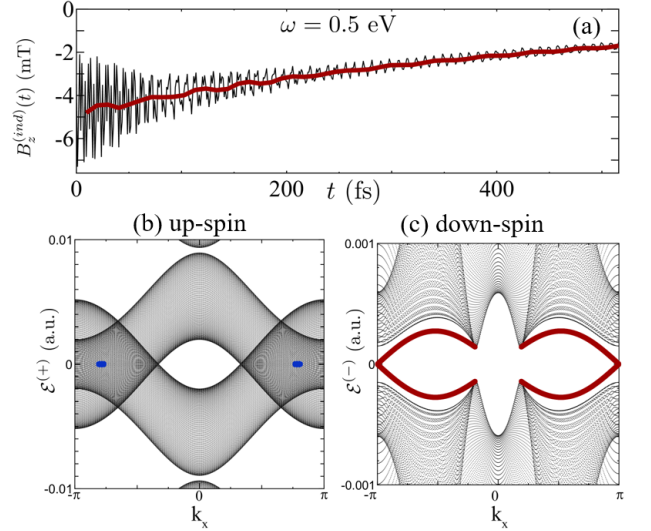 0
-2
-4
-6
B_z^{(ind)}(t) (mT)
ω = 0.5 eV
(a)
0
200
400
t (fs)
(b) up-spin
0.01
0
-0.01
ℰ^{(+)} (a.u.)
-π
0
π
k_x
(c) down-spin
0.001
0
-0.001
ℰ^{(-)} (a.u.)
-π
0
π
k_x